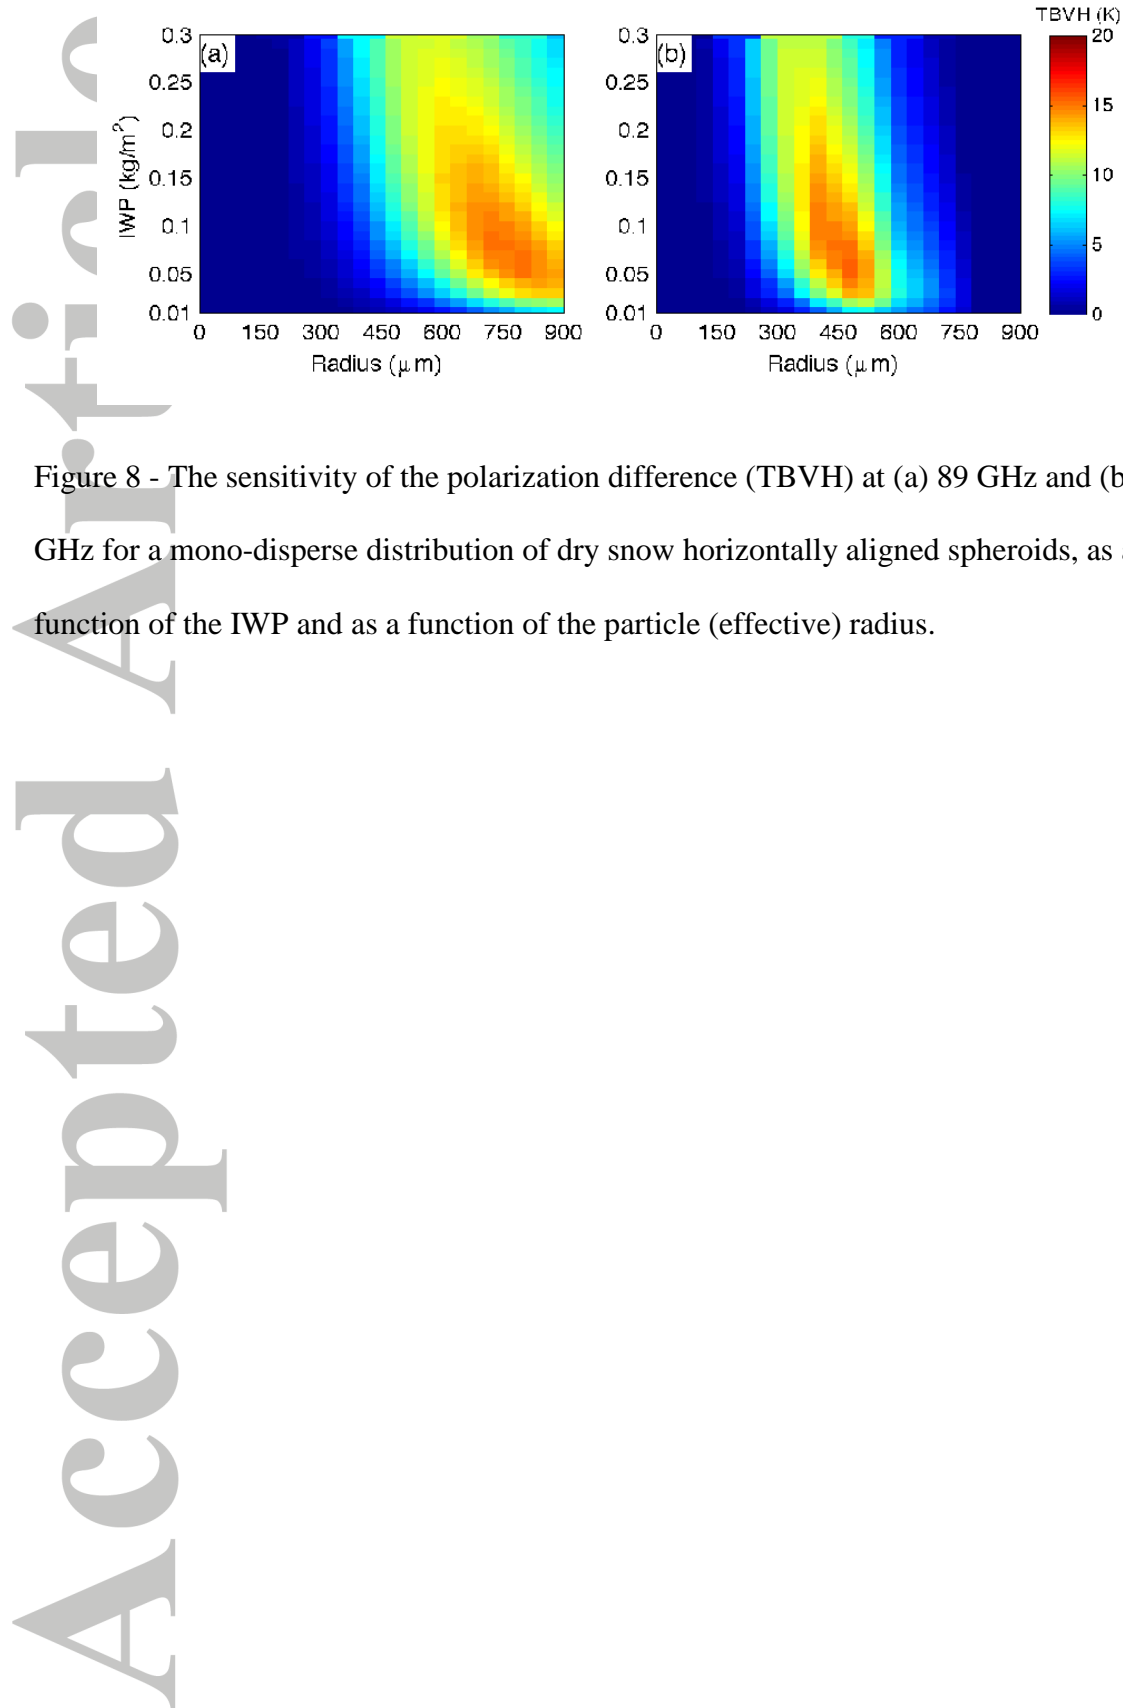 TBVH (K)
(a)
(b)
0.3
0.25
0.2
0.15
0.1
0.05
0.01
IWP (kg/m²)
0 150 300 450 600 750 900
Radius (μm)
0.3
0.25
0.2
0.15
0.1
0.05
0.01
0 150 300 450 600 750 900
Radius (μm)
20
15
10
5
0
Figure 8 - The sensitivity of the polarization difference (TBVH) at (a) 89 GHz and (b
GHz for a mono-disperse distribution of dry snow horizontally aligned spheroids, as
function of the IWP and as a function of the particle (effective) radius.
Accepted Article